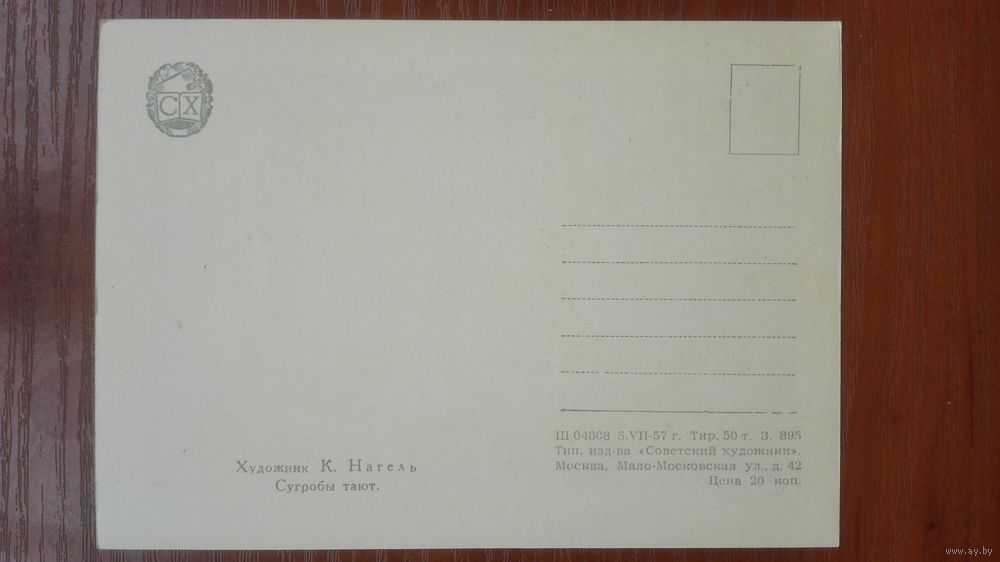 СХ
Художник К. Нагель
Сугробы тают.
Ш 04808 5.VII-57 г. Тир. 50 т. З. 895
Тип. изд-ва «Советский художник».
Москва, Мало-Московская ул., д. 42
Цена 20 коп.
www.ay.by